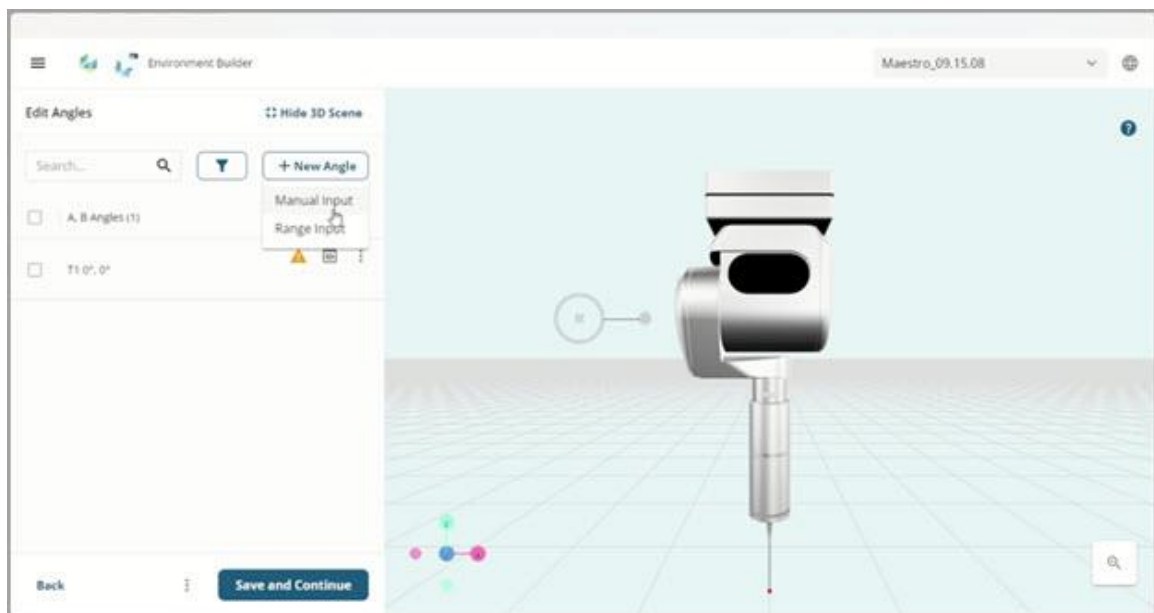 Environment Builder
Maestro_09.15.08
Edit Angles
Hide 3D Scene
Search...
+ New Angle
Manual Input
A, B Angles (1)
Range Input
T1 0°, 0°
Back
Save and Continue